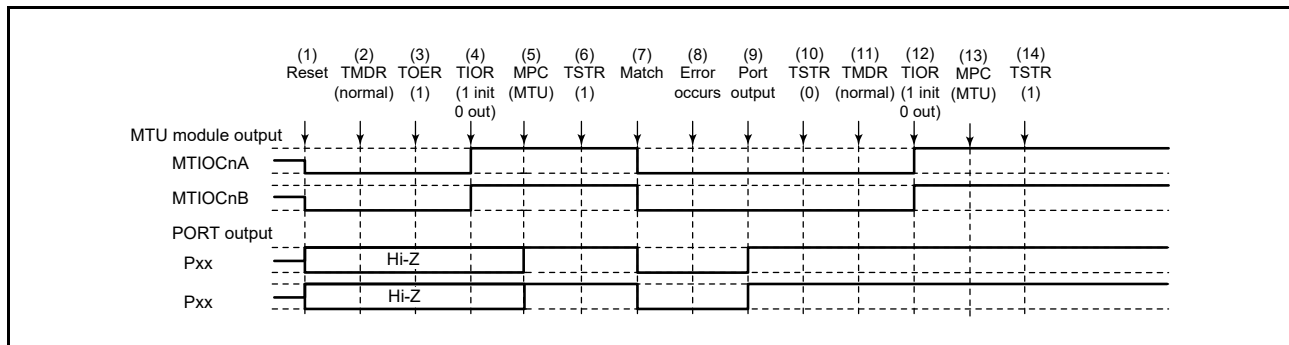 (1) (2) (3) (4) (5) (6) (7) (8) (9) (10) (11) (12) (13) (14)
Reset TMDR TOER TIOR MPC TSTR Match Error Port TSTR TMDR TIOR MPC TSTR
(normal) (1) (1 init (MTU) (1) occurs output (0) (normal) (1 init (MTU) (1)
0 out) 0 out)
MTU module output
MTIOCnA
MTIOCnB
PORT output
Pxx Hi-Z
Pxx Hi-Z